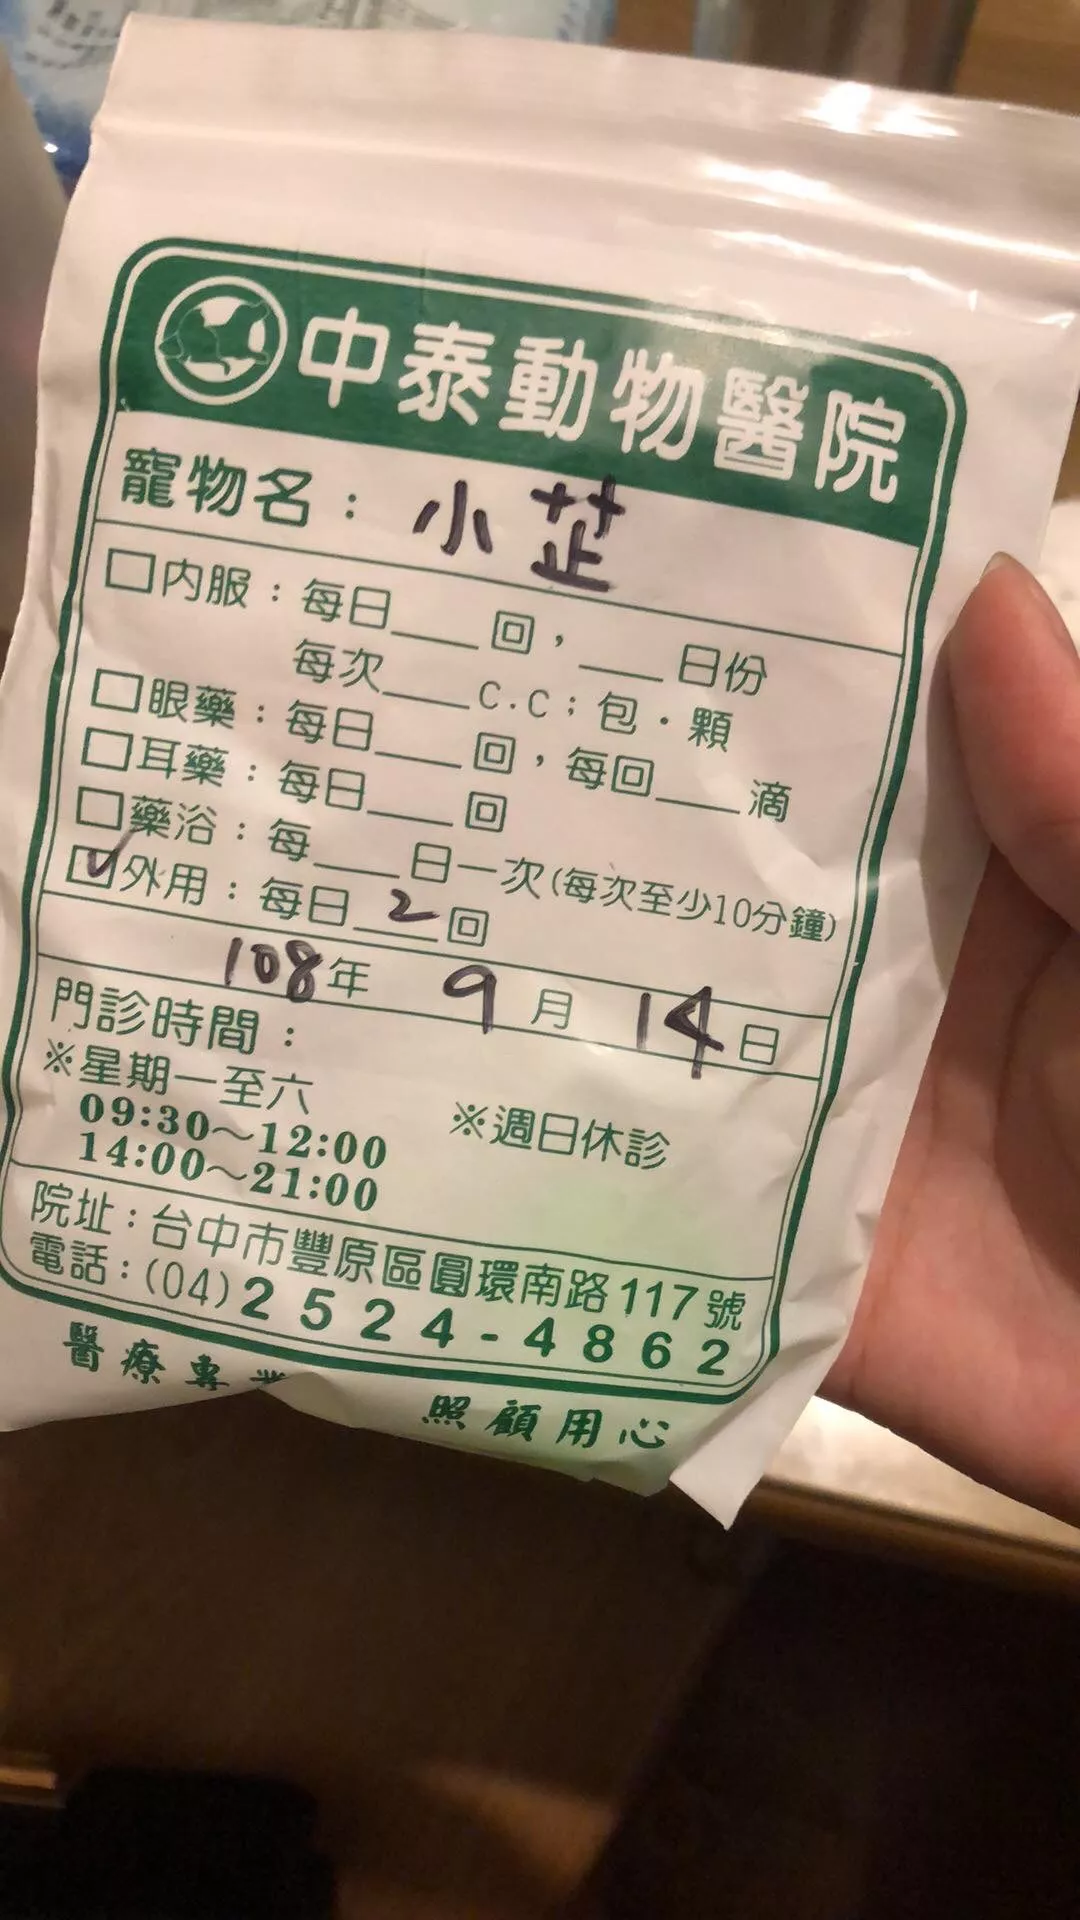 中泰動物醫院
寵物名：小芷
□內服：每日___回，___日份
每次___C.C；包・顆
□眼藥：每日___回，每回___滴
□耳藥：每日___回
□藥浴：每___日一次(每次至少10分鐘)
☑外用：每日2回
108年 9月 14日
門診時間：
※星期一至六 ※週日休診
09:30～12:00
14:00～21:00
院址：台中市豐原區圓環南路117號
電話：(04)2524-4862
醫療專 照顧用心